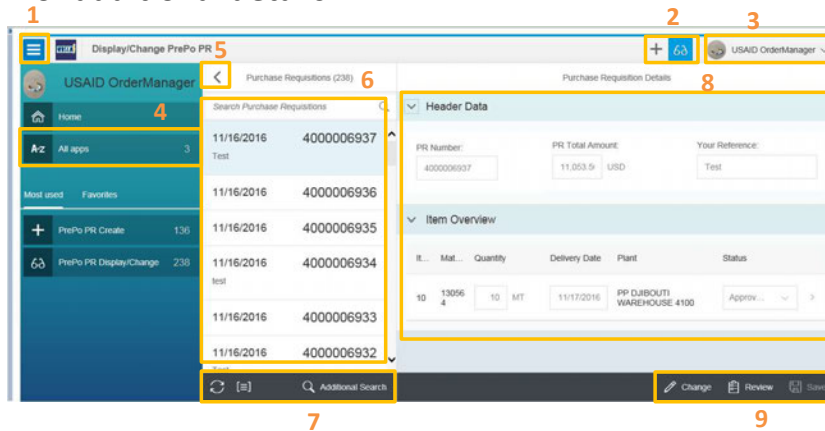 1
2
3
Display/Change PrePo PR
+
USAID OrderManager
5
USAID OrderManager
Purchase Requisitions (238)
6
Purchase Requisition Details
8
4
Home
A-Z All apps 3
Most used Favorites
+ PrePo PR Create 136
PrePo PR Display/Change 238
Search Purchase Requisitions
11/16/2016 4000006937
Test
11/16/2016 4000006936
11/16/2016 4000006935
11/16/2016 4000006934
test
11/16/2016 4000006933
11/16/2016 4000006932
Header Data
PR Number: PR Total Amount: Your Reference:
4000006937 11,053.5 USD Test
Item Overview
It... Mat... Quantity Delivery Date Plant Status
10 13056 10 MT 11/17/2016 PP DJIBOUTI Approv...
4 WAREHOUSE 4100
Additional Search
Change Review Save
7
9